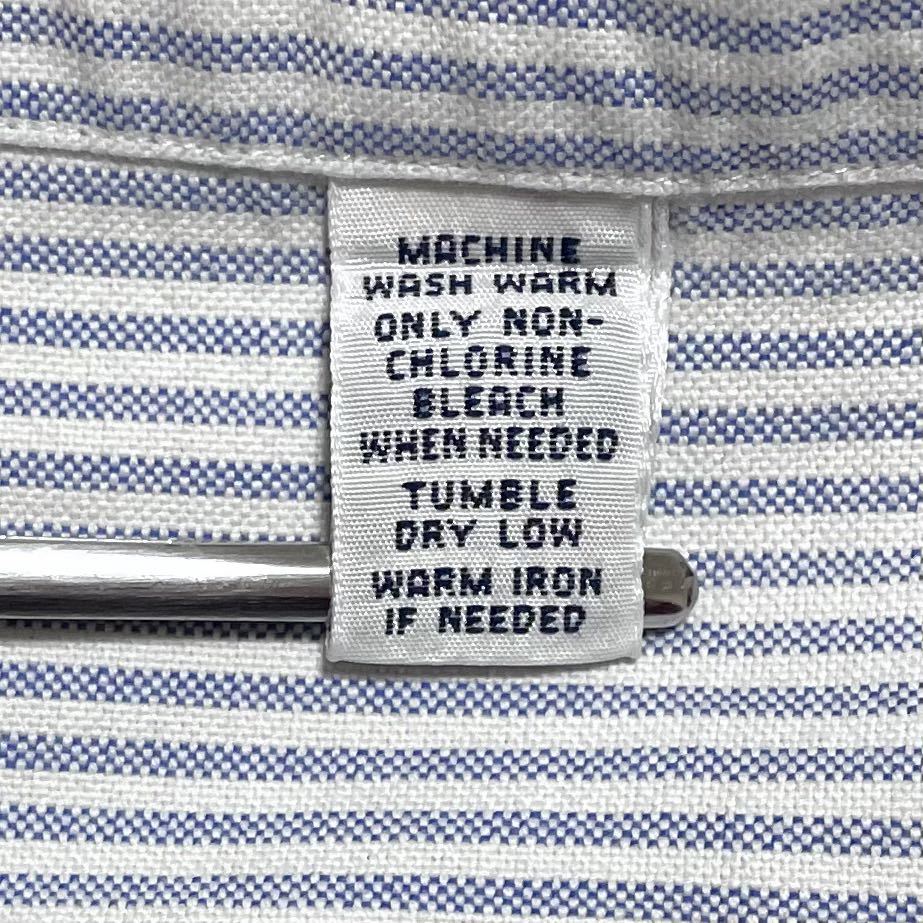 MACHINE
WASH WARM
ONLY NON-
CHLORINE
BLEACH
WHEN NEEDED
TUMBLE
DRY LOW
WARM IRON
IF NEEDED